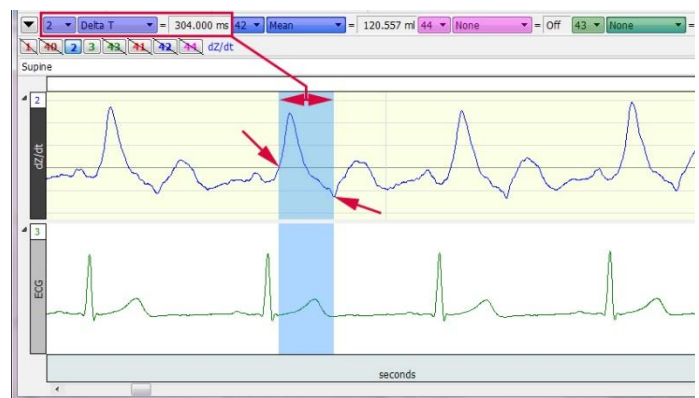 2 Delta T = 304.000 ms 42 Mean = 120.557 ml 44 None = Off 43 None =
1 40 2 3 43 41 42 44 dZ/dt
Supine
2
dZ/dt
3
ECG
seconds